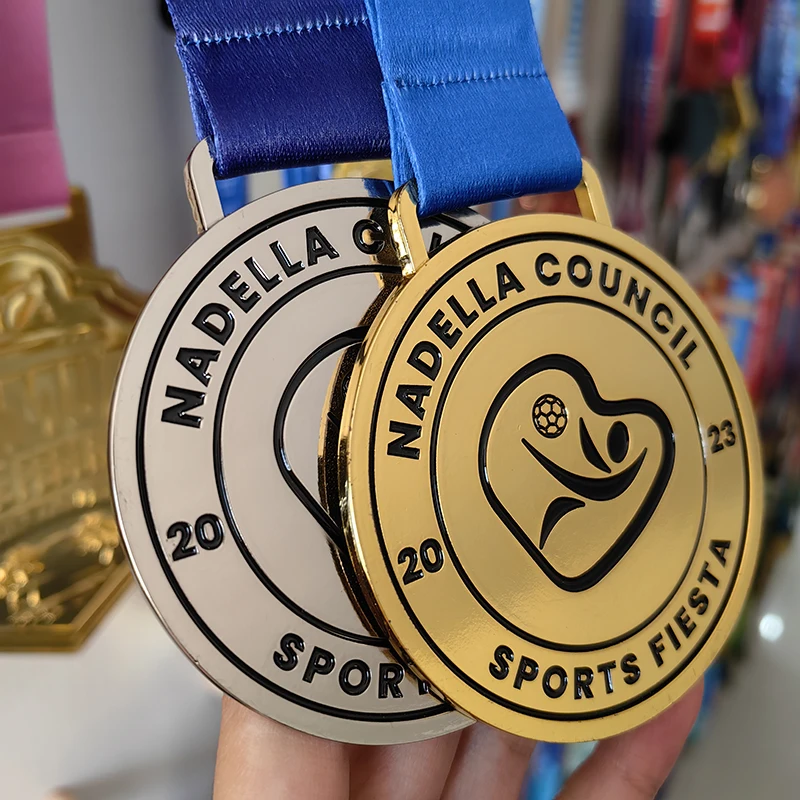 NADELLA
20
SPORT
NADELLA COUNCIL
20 23
SPORTS FIESTA